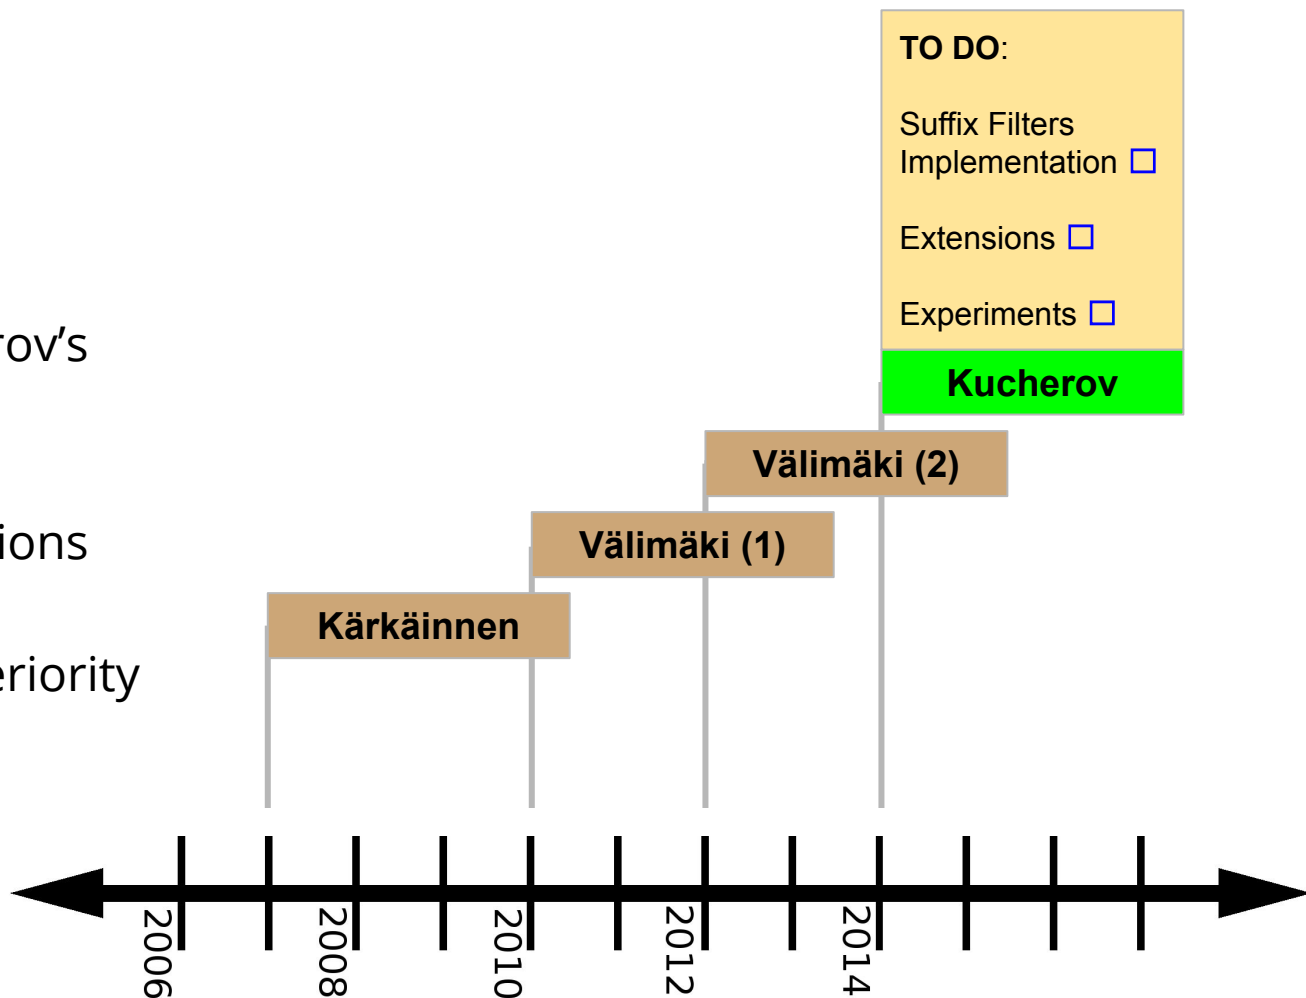 TO DO:
Suffix Filters
Implementation
Extensions
Experiments
rov's
Kucherov
Välimäki (2)
ions
Välimäki (1)
Kärkäinnen
eriority
2006
2008
2010
2012
2014